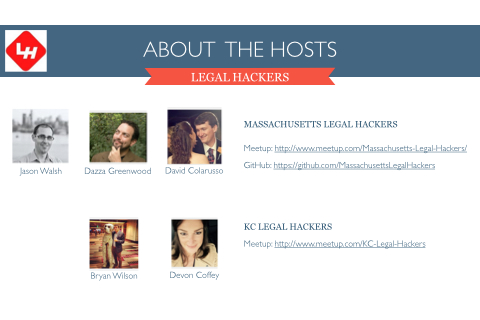 LH
ABOUT THE HOSTS
LEGAL HACKERS
MASSACHUSETTS LEGAL HACKERS
Meetup: http://www.meetup.com/Massachusetts-Legal-Hackers/
GitHub: https://github.com/MassachusettsLegalHackers
Jason Walsh
Dazza Greenwood
David Colarusso
KC LEGAL HACKERS
Meetup: http://www.meetup.com/KC-Legal-Hackers
Bryan Wilson
Devon Coffey